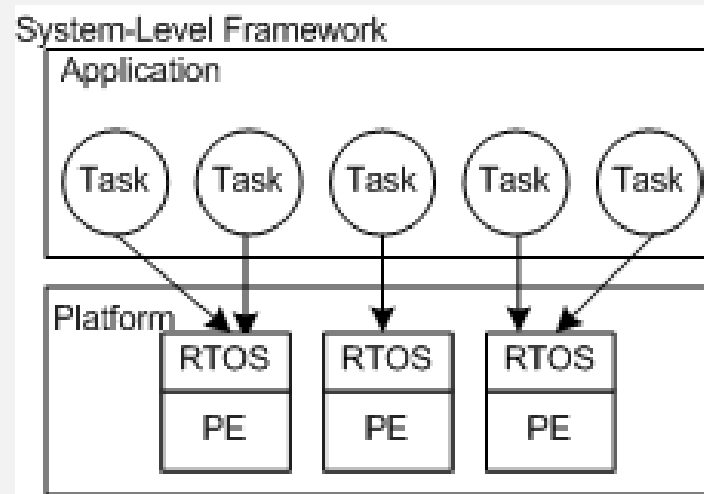 System-Level Framework
Application
Task Task Task Task Task
Platform
RTOS RTOS RTOS
PE PE PE